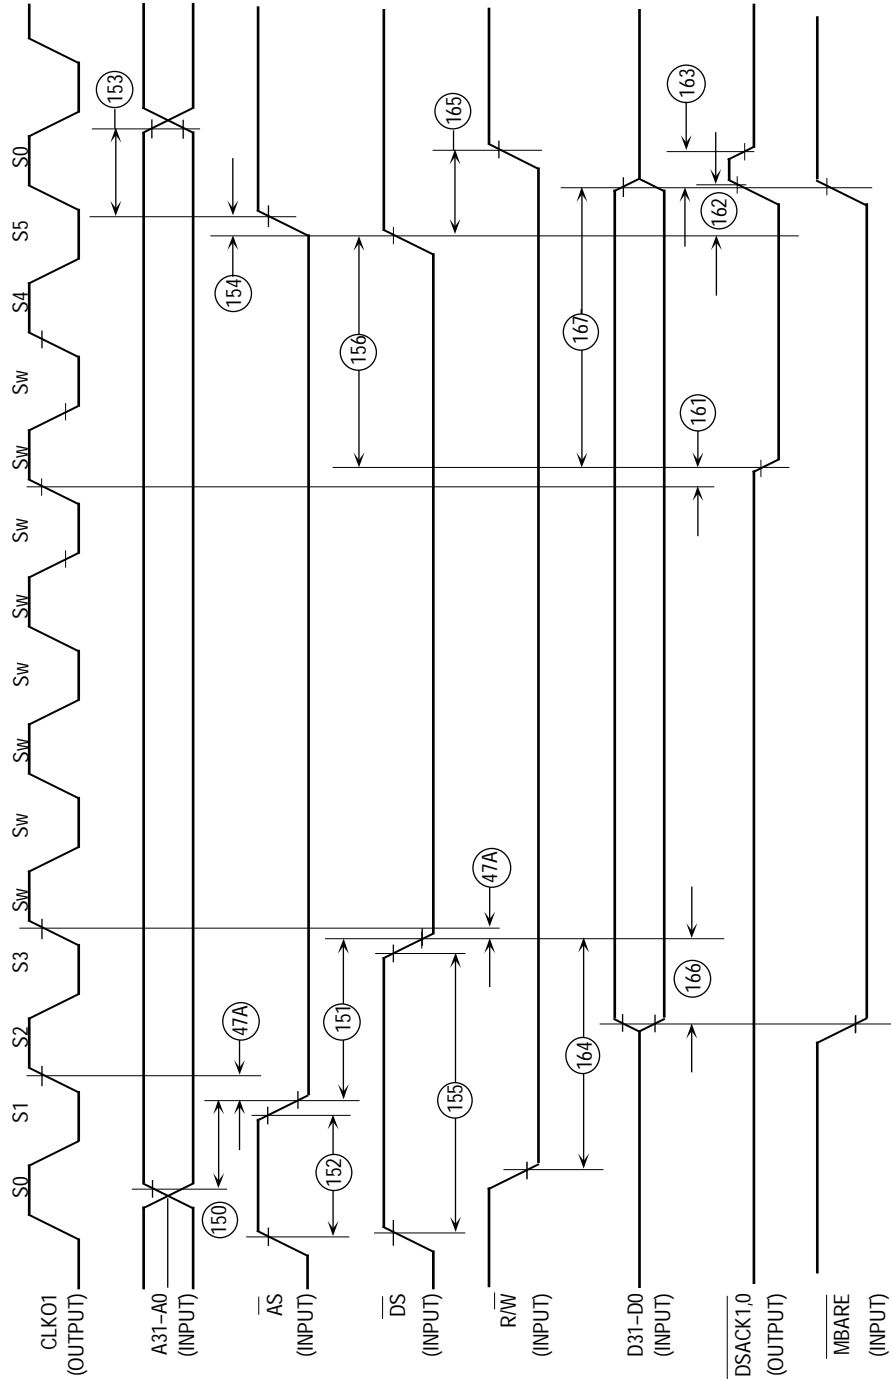 S0 S1 S2 S3 SW SW SW SW SW SW SW SW S4 S5 S0
CLKO1
(OUTPUT)
153
A31–A0
(INPUT)
150
47A
154
AS
(INPUT)
152
151
156
DS
(INPUT)
155
165
47A
R/W
(INPUT)
164
167
D31–D0
(INPUT)
166
161
163
162
DSACK1,0
(OUTPUT)
MBARE
(INPUT)